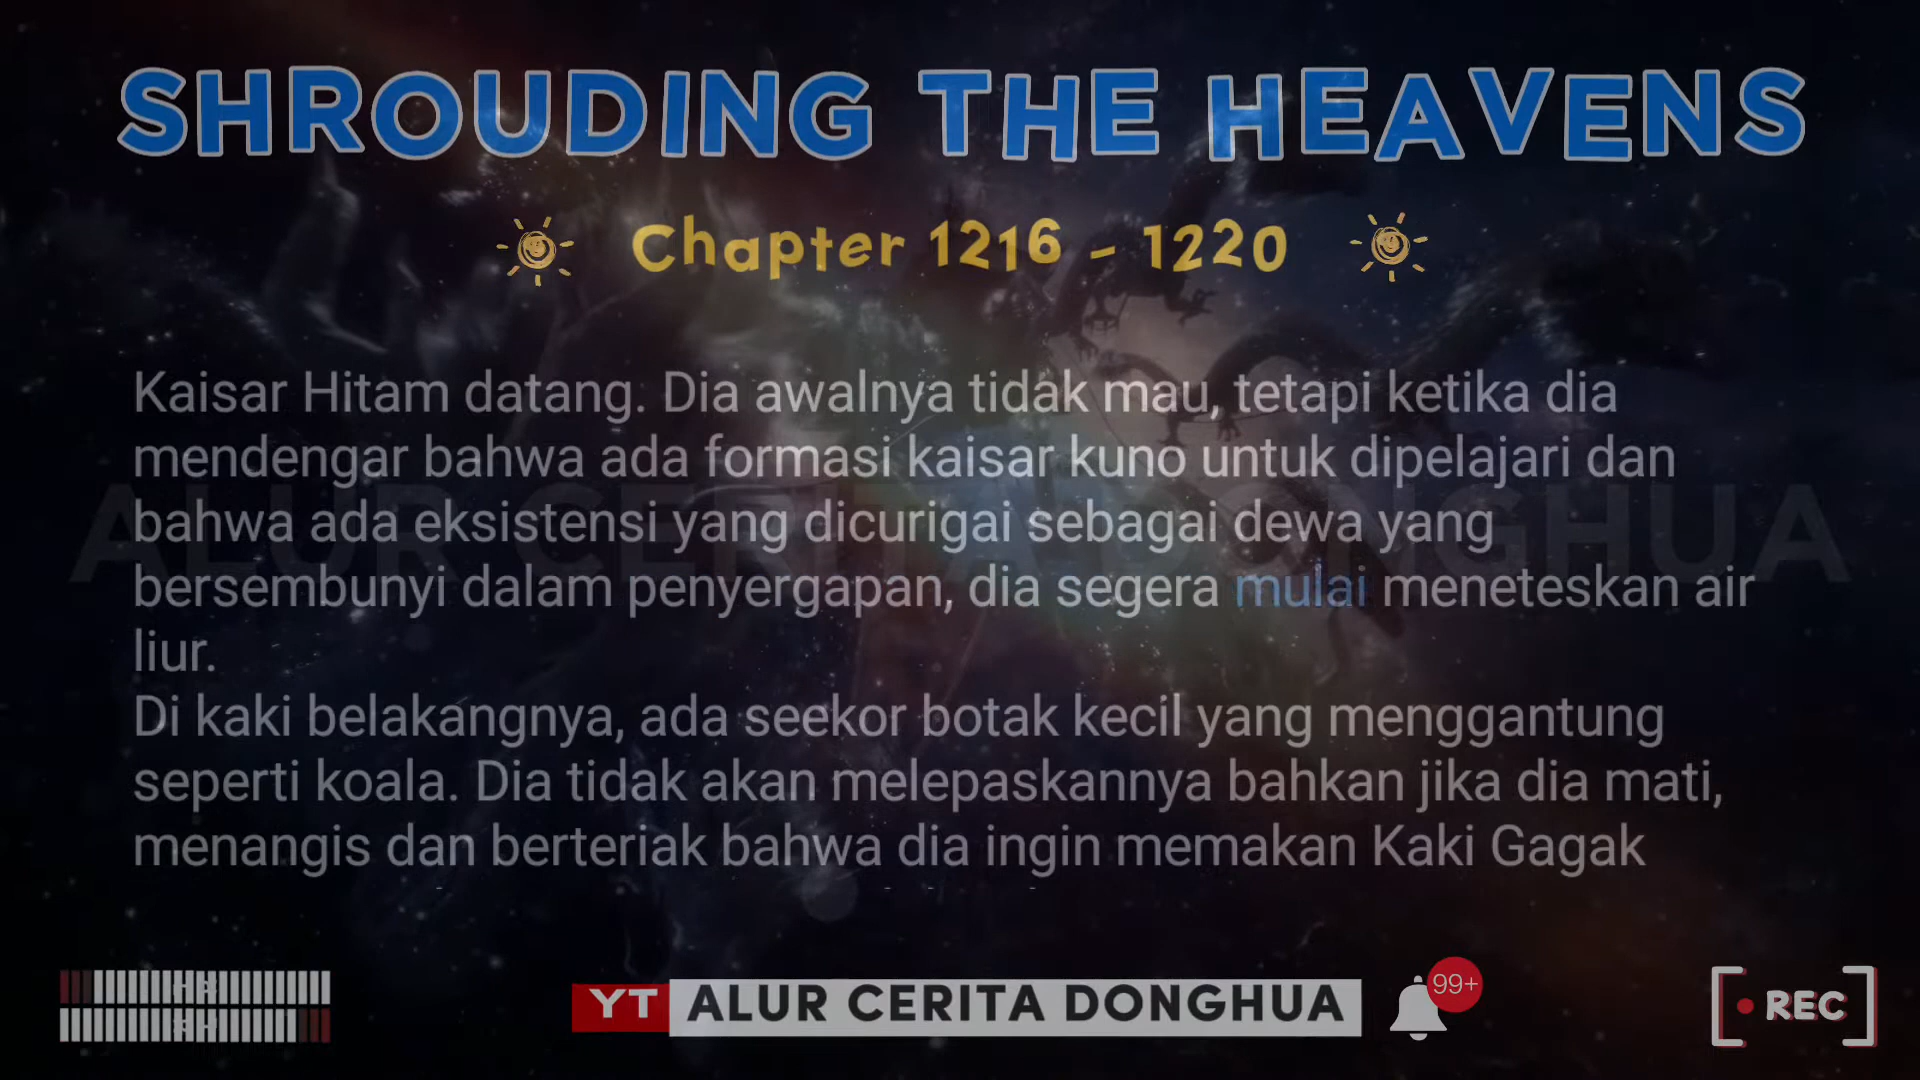 SHROUDING THE HEAVENS
Chapter 1216 - 1220
Kaisar Hitam datang. Dia awalnya tidak mau, tetapi ketika dia
mendengar bahwa ada formasi kaisar kuno untuk dipelajari dan
bahwa ada eksistensi yang dicurigai sebagai dewa yang
bersembunyi dalam penyergapan, dia segera mulai meneteskan air
liur.
Di kaki belakangnya, ada seekor botak kecil yang menggantung
seperti koala. Dia tidak akan melepaskannya bahkan jika dia mati,
menangis dan berteriak bahwa dia ingin memakan Kaki Gagak
ALUR CERITA DONGHUA
YT ALUR CERITA DONGHUA
99+
REC